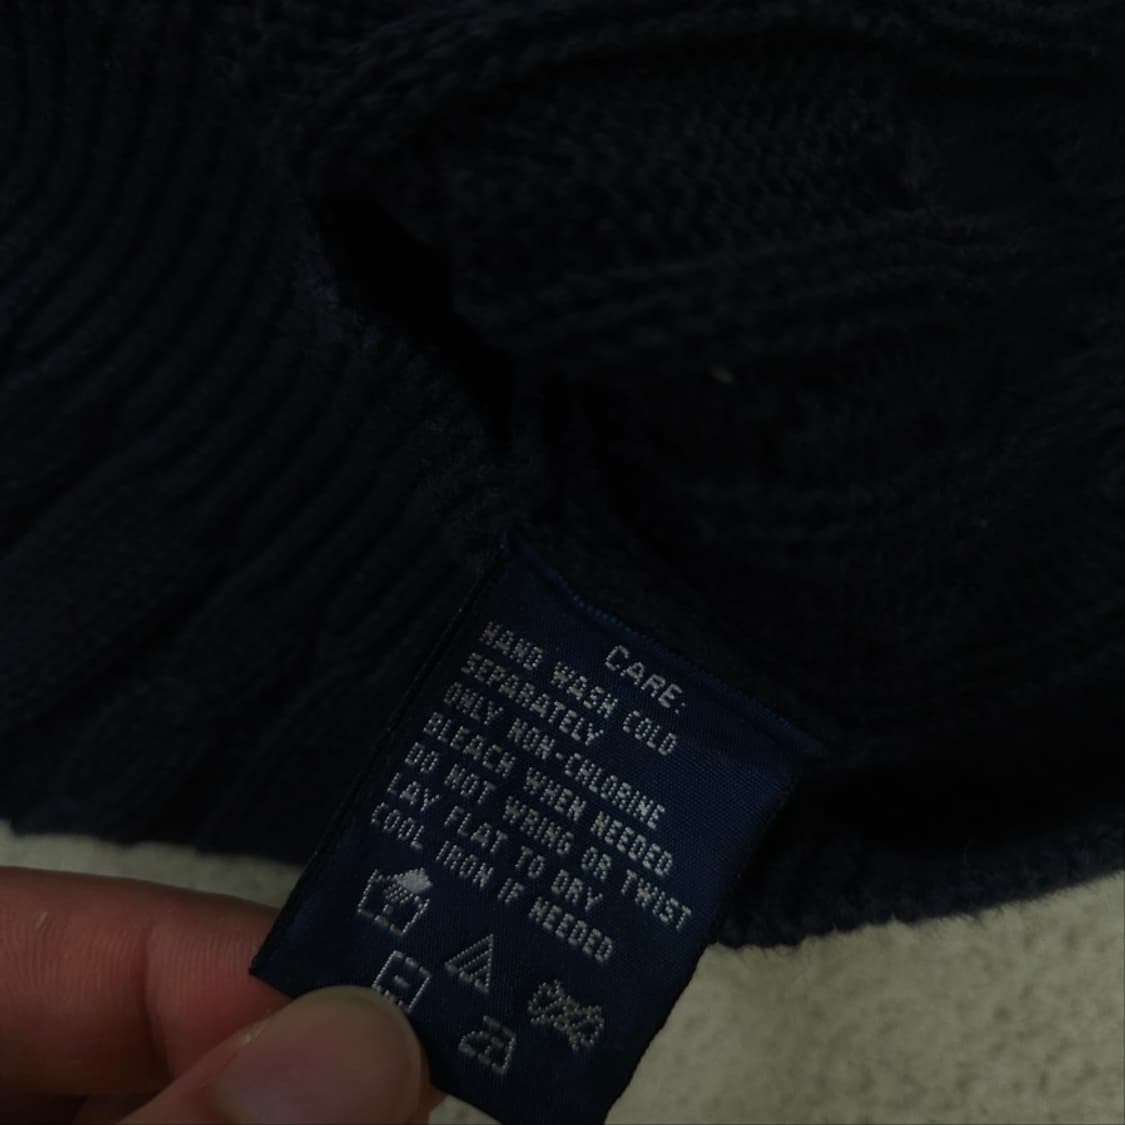 CARE:
HAND WASH COLD
SEPARATELY
ONLY NON-CHLORINE
BLEACH WHEN NEEDED
DO NOT WRING OR TWIST
LAY FLAT TO DRY
COOL IRON IF NEEDED